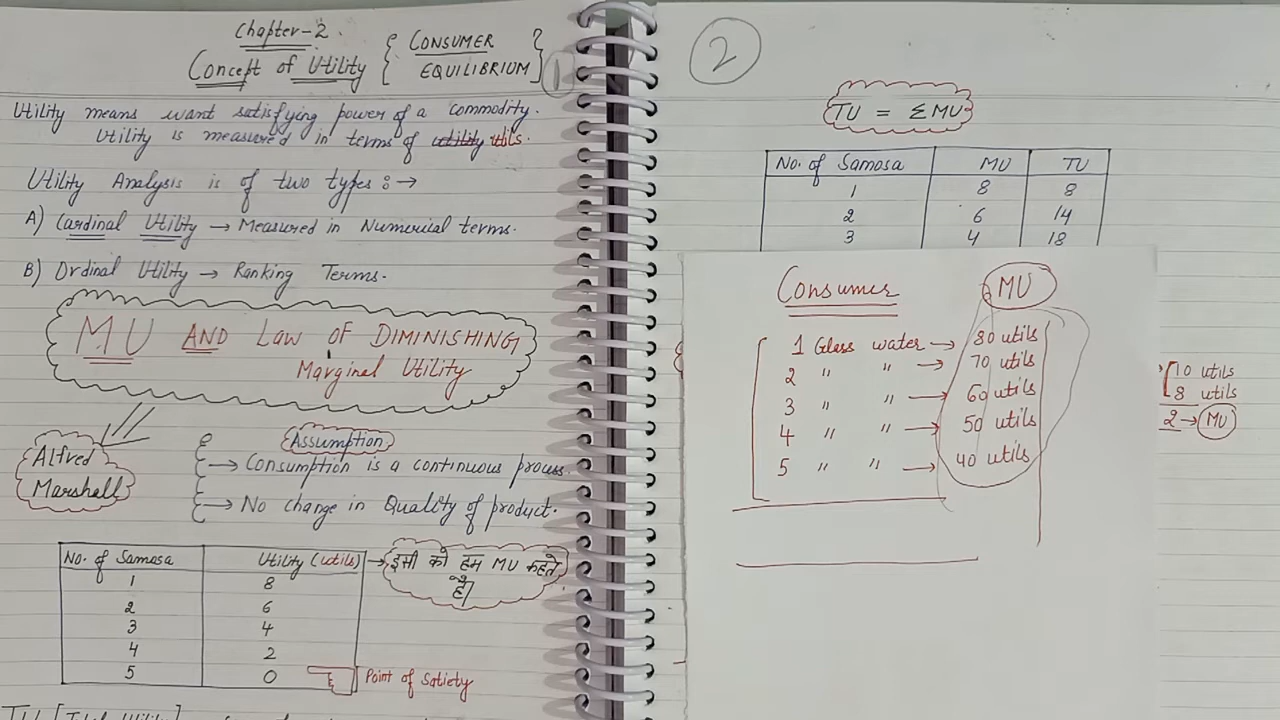 Chapter-2
Concept of Utility { CONSUMER EQUILIBRIUM }
1
Utility means want satisfying power of a commodity.
Utility is measured in terms of utility utils.
Utility Analysis is of two types :→
A) Cardinal Utility → Measured in Numerical terms.
B) Ordinal Utility → Ranking Terms.
MU AND LAW OF DIMINISHING
Marginal Utility
Alfred
Marshall
Assumption
→ Consumption is a continuous process.
→ No change in Quality of product.
No. of Samosa Utility (utils) → इसी को हम MU कहते
है।
1 8
2 6
3 4
4 2
5 0 Point of Satiety
TU
2
TU = ΣMU
No. of Samosa MU TU
1 8 8
2 6 14
3 4 18
Consumer MU
1 Glass water → 80 utils
2 " " → 70 utils
3 " " → 60 utils
4 " " → 50 utils
5 " " → 40 utils
10 utils
8 utils
2 → MU